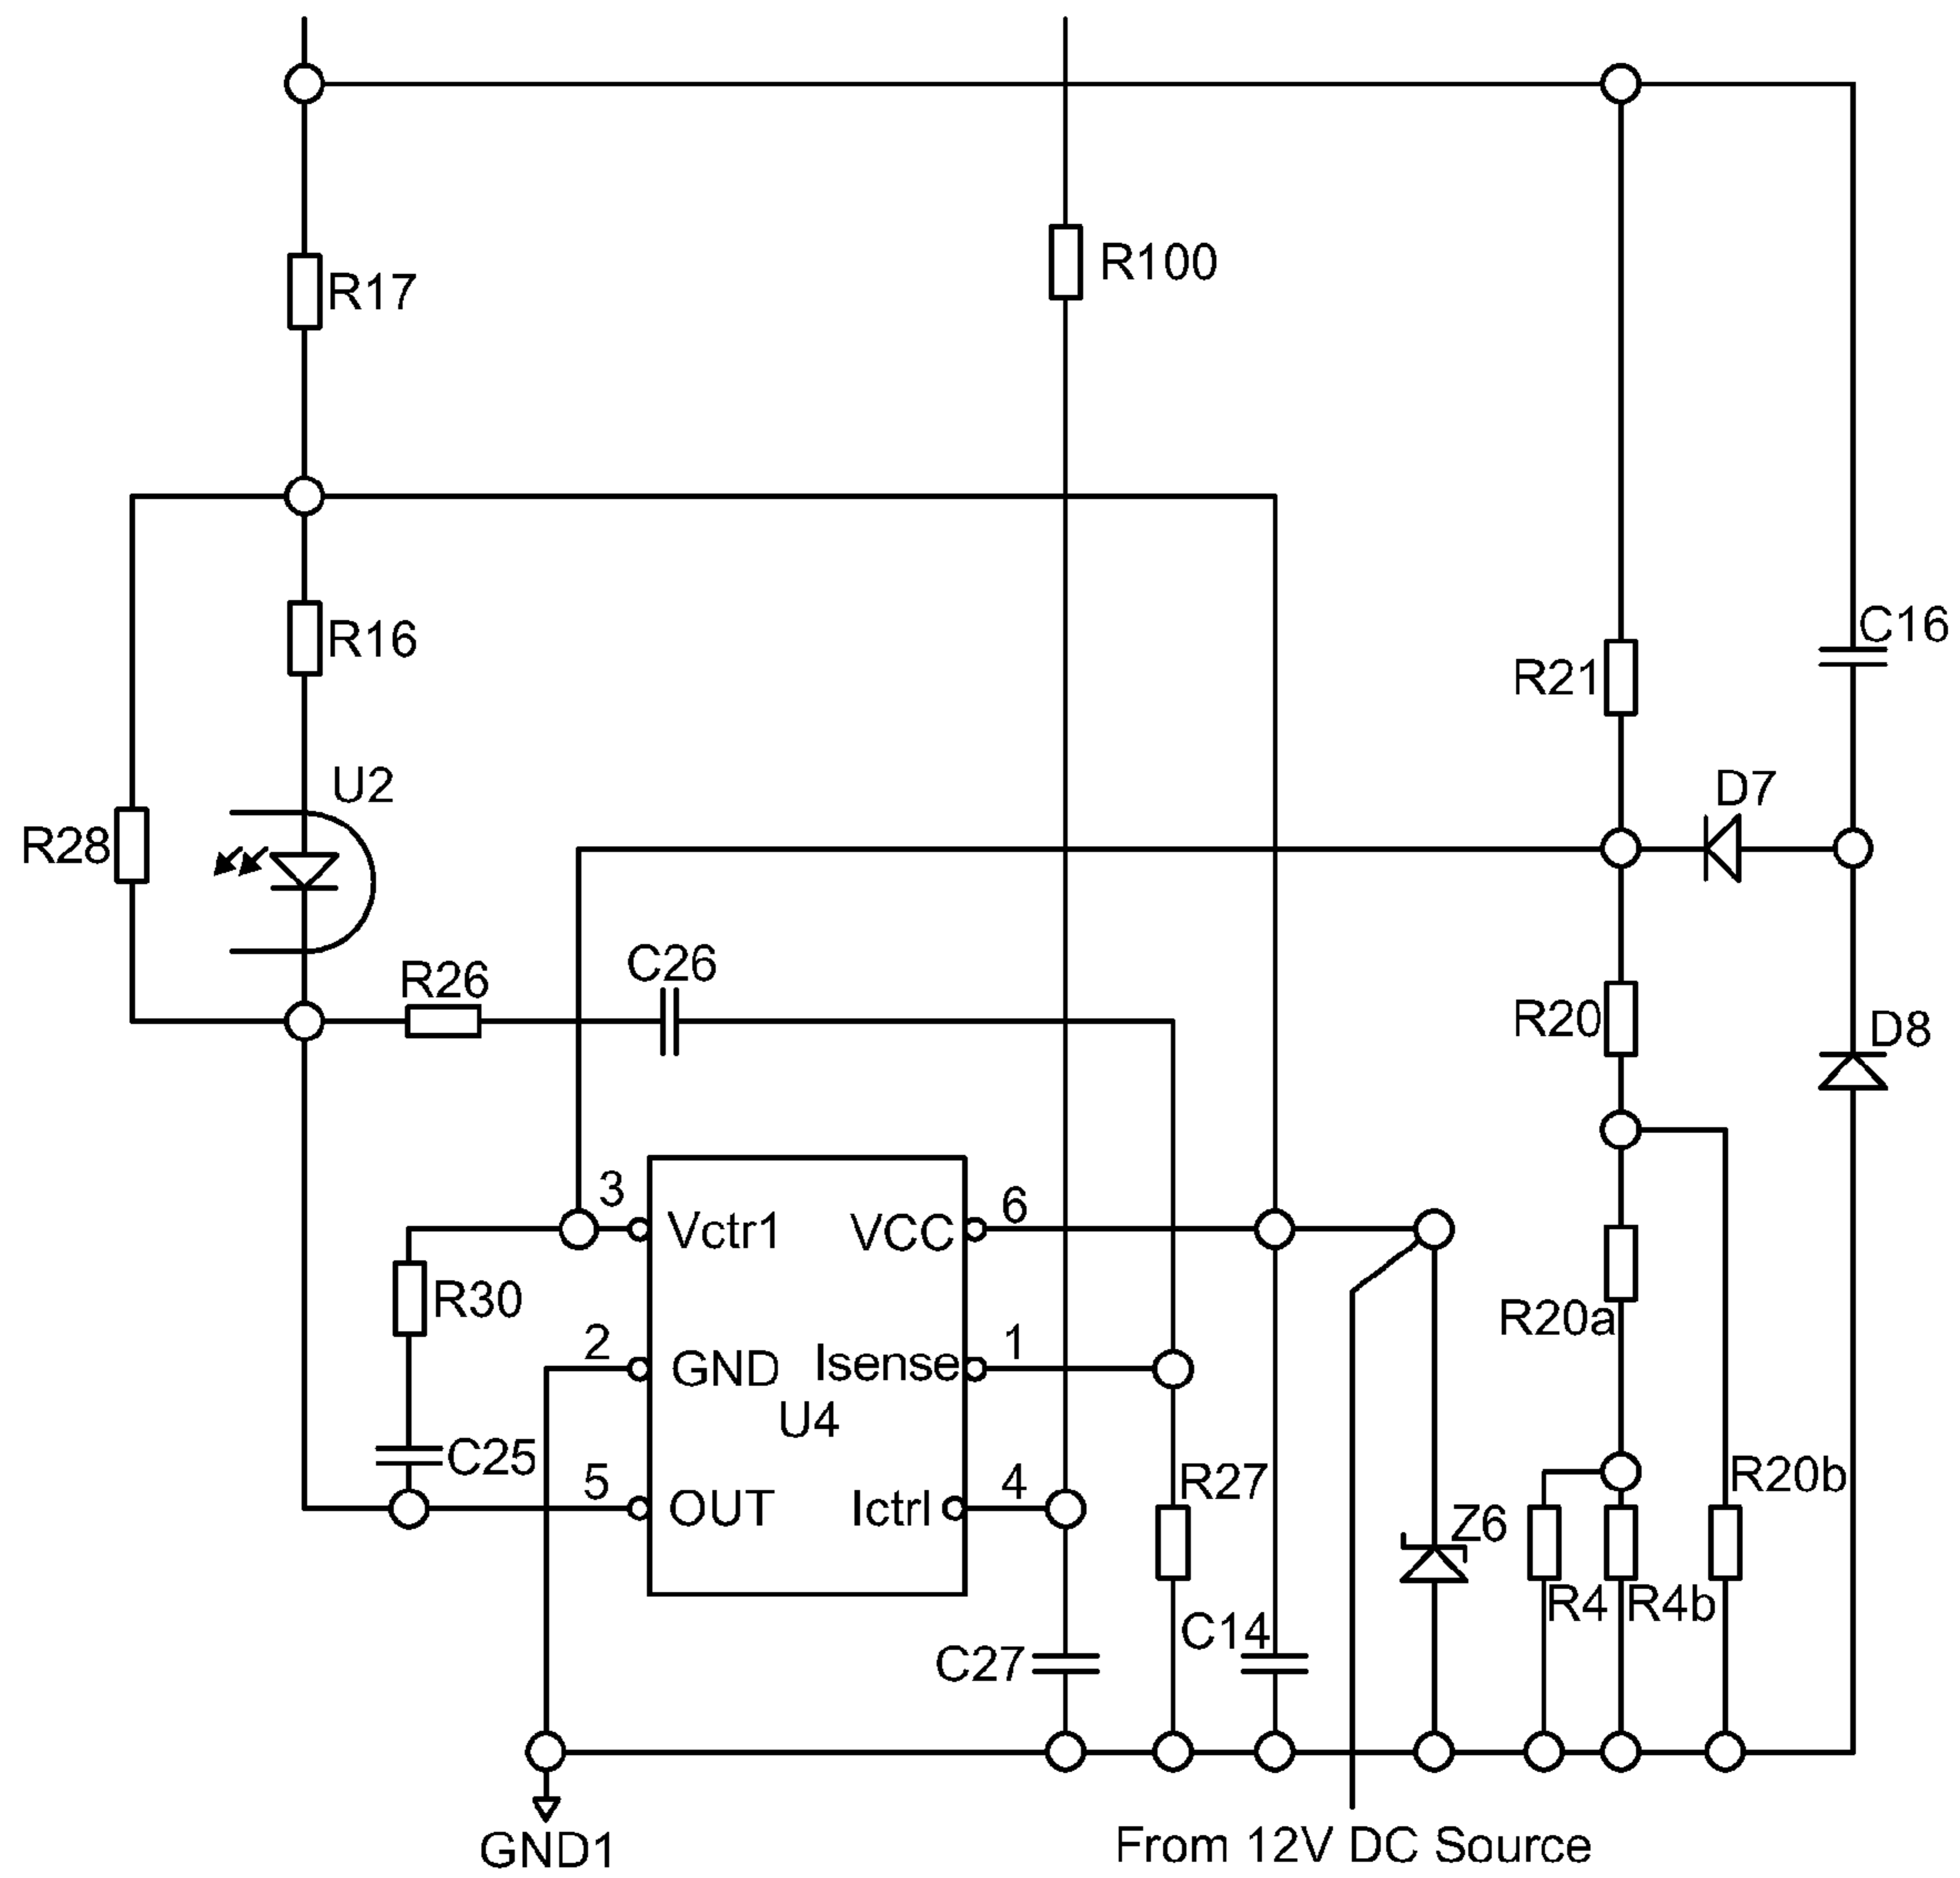 R17
R100
R16
R21
C16
U2
R28
D7
R26
C26
R20
D8
3
6
Vctr1
VCC
R30
R20a
2
1
GND
Isense
U4
C25
5
4
OUT
Ictrl
R27
R20b
Z6
R4
R4b
C27
C14
GND1
From 12V DC Source